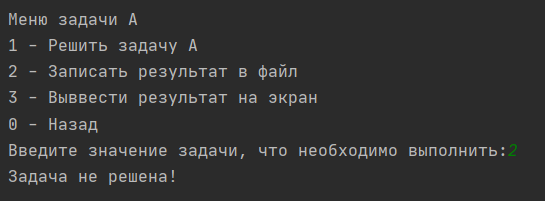 Меню задачи А
1 - Решить задачу А
2 - Записать результат в файл
3 - Выввести результат на экран
0 - Назад
Введите значение задачи, что необходимо выполнить:2
Задача не решена!